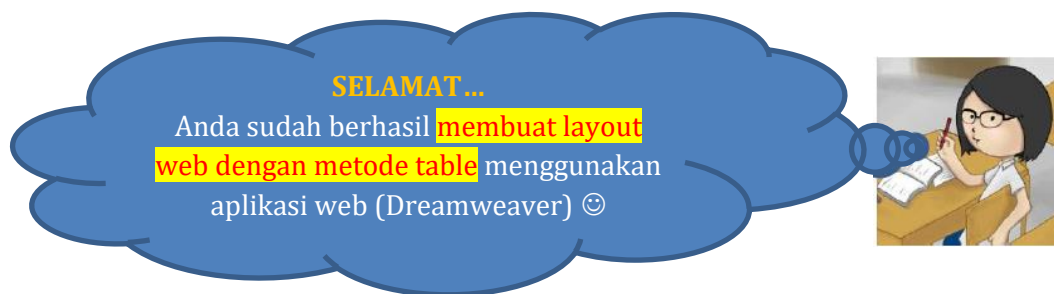 SELAMAT...
Anda sudah berhasil membuat layout
web dengan metode table menggunakan
aplikasi web (Dreamweaver) ☺